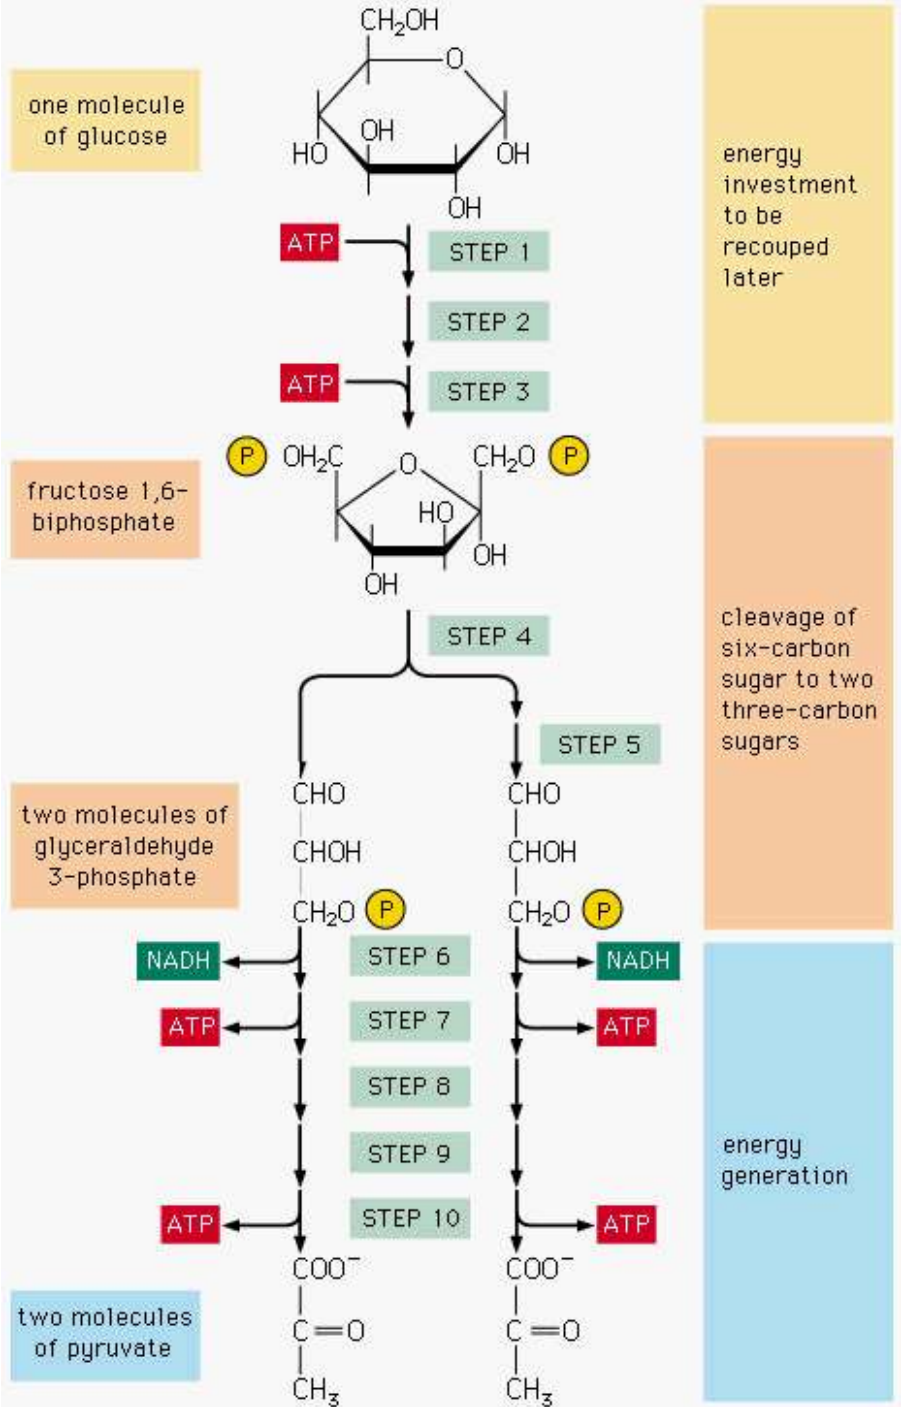 CH₂OH
O
one molecule
of glucose
OH
HO
OH
OH
energy
investment
to be
recouped
later
ATP
STEP 1
STEP 2
ATP
STEP 3
P OH₂C
O
CH₂O P
fructose 1,6-
biphosphate
HO
OH
OH
STEP 4
cleavage of
six-carbon
sugar to two
three-carbon
sugars
STEP 5
two molecules of
glyceraldehyde
3-phosphate
CHO
CHO
CHOH
CHOH
CH₂O P
CH₂O P
NADH
STEP 6
NADH
ATP
STEP 7
ATP
STEP 8
STEP 9
energy
generation
ATP
STEP 10
ATP
two molecules
of pyruvate
COO⁻
COO⁻
C=O
C=O
CH₃
CH₃